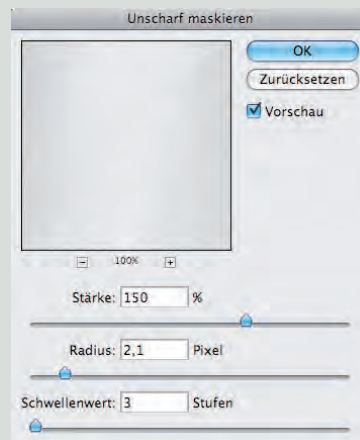 Unscharf maskieren
OK
Zurücksetzen
Vorschau
100%
Stärke: 150 %
Radius: 2,1 Pixel
Schwellenwert: 3 Stufen